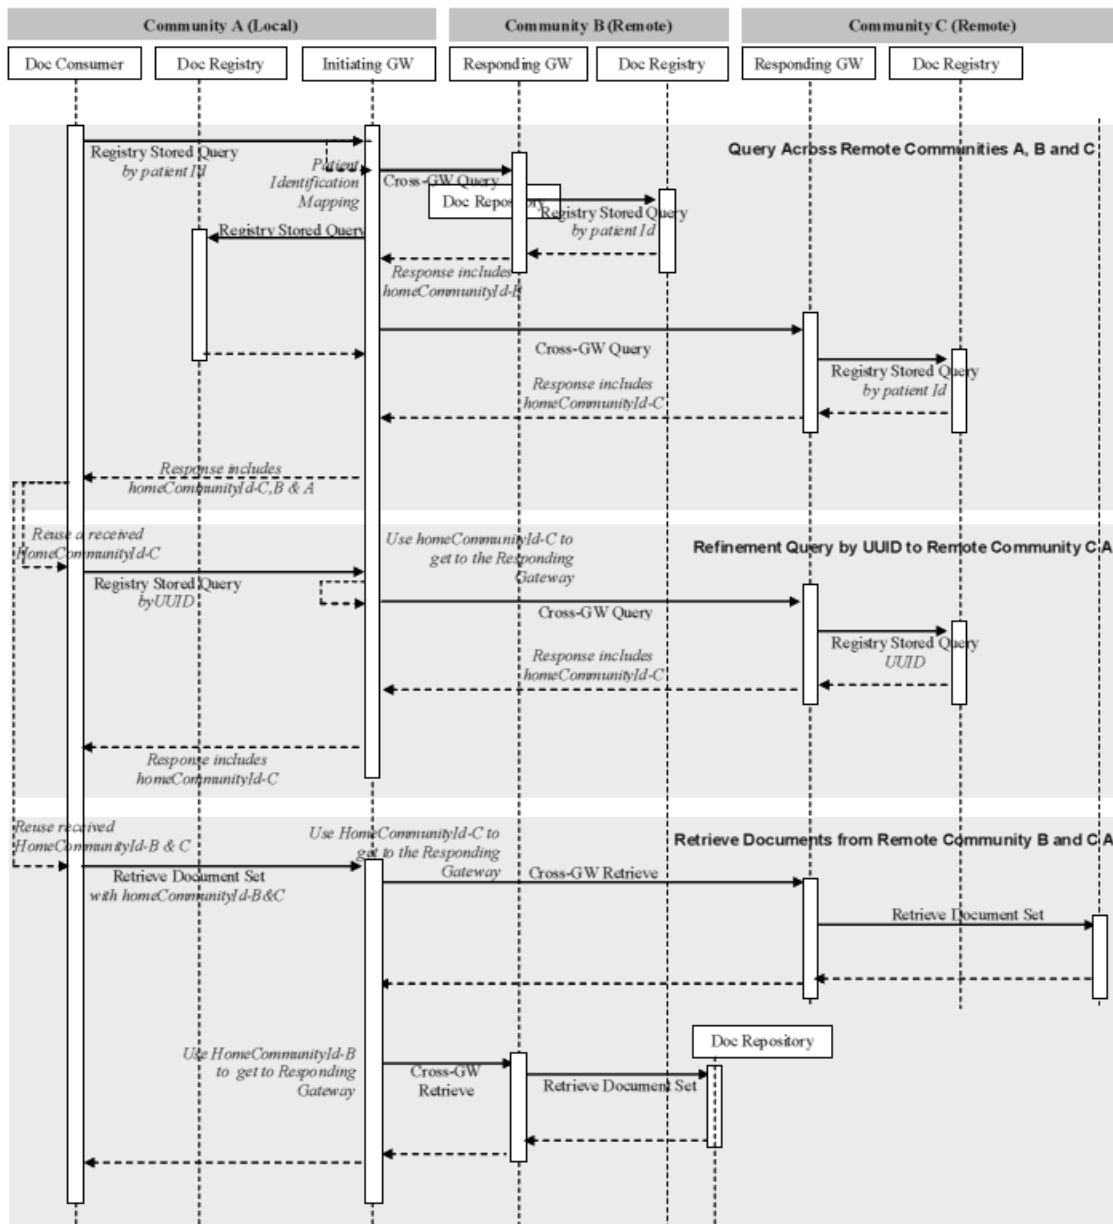 Community A (Local)
Community B (Remote)
Community C (Remote)
Doc Consumer
Doc Registry
Initiating GW
Responding GW
Doc Registry
Responding GW
Doc Registry
Query Across Remote Communities A, B and C
Registry Stored Query
by patient Id
Patient
Identification
Mapping
Cross-GW Query
Doc Repository
Registry Stored Query
by patient Id
Registry Stored Query
Response includes
homeCommunityId-B
Cross-GW Query
Registry Stored Query
by patient Id
Response includes
homeCommunityId-C
Response includes
homeCommunityId-C,B & A
Reuse a received
HomeCommunityId-C
Use homeCommunityId-C to
get to the Responding
Gateway
Refinement Query by UUID to Remote Community C A
Registry Stored Query
byUUID
Cross-GW Query
Registry Stored Query
UUID
Response includes
homeCommunityId-C
Response includes
homeCommunityId-C
Reuse received
HomeCommunityId-B & C
Use HomeCommunityId-C to
get to the Responding
Gateway
Retrieve Documents from Remote Community B and C A
Retrieve Document Set
with homeCommunityId-B&C
Cross-GW Retrieve
Retrieve Document Set
Doc Repository
Use HomeCommunityId-B
to get to Responding
Gateway
Cross-GW
Retrieve
Retrieve Document Set